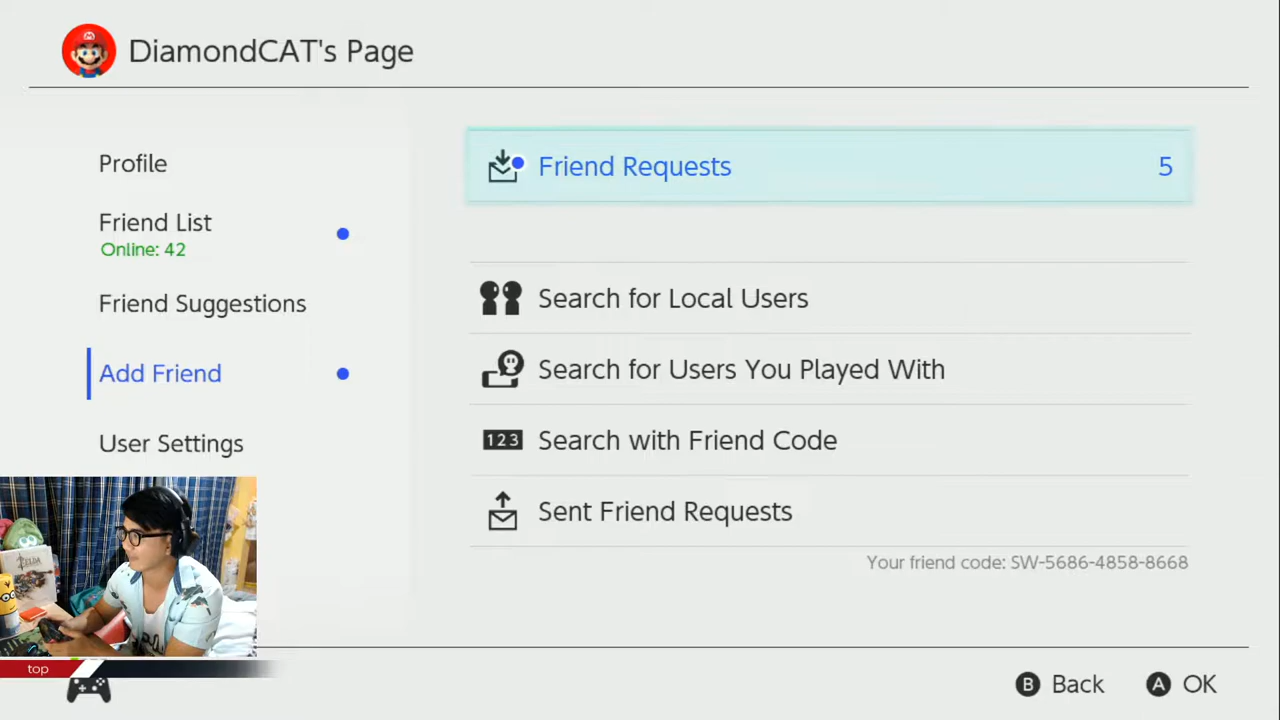 DiamondCAT's Page
Profile
Friend List
Online: 42
Friend Suggestions
Add Friend
User Settings
Friend Requests 5
Search for Local Users
Search for Users You Played With
123 Search with Friend Code
Sent Friend Requests
Your friend code: SW-5686-4858-8668
ZELDA
top
B Back A OK